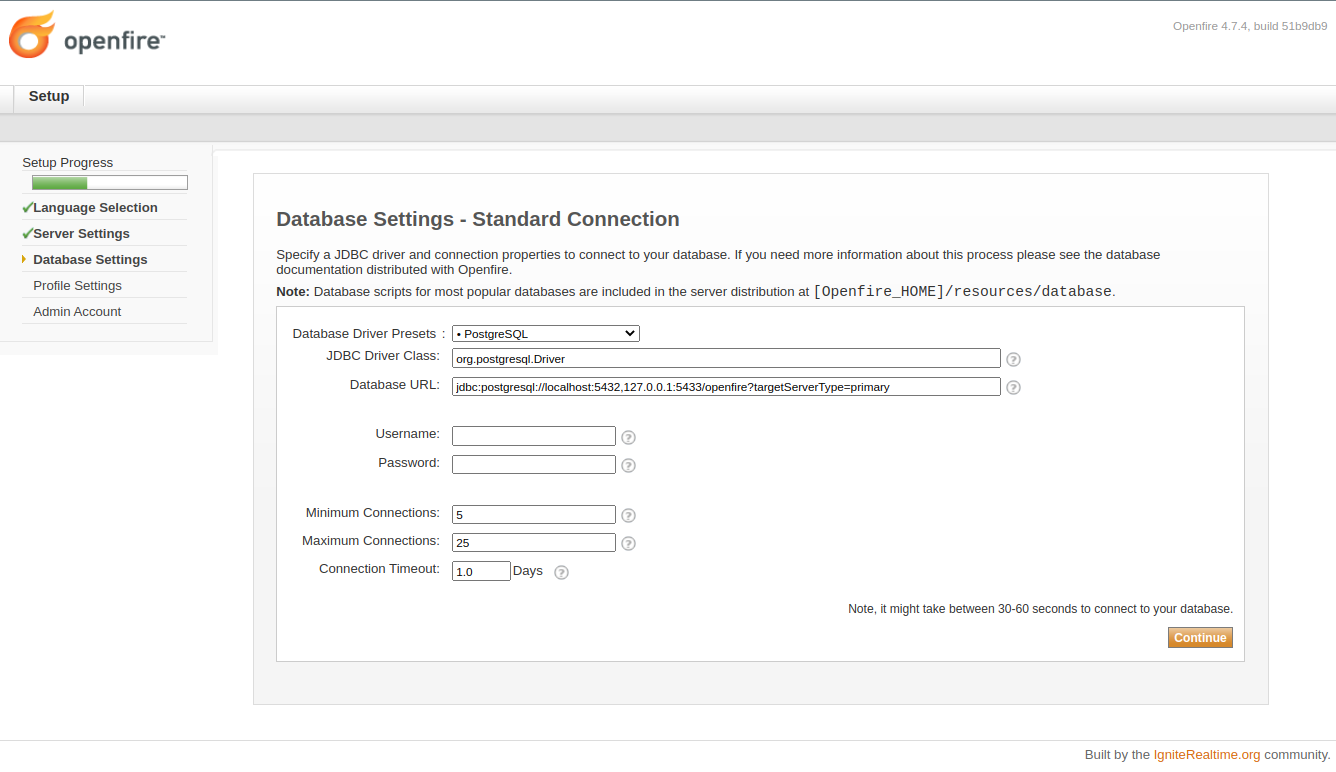 openfire™
Openfire 4.7.4, build 51b9db9
Setup
Setup Progress
Language Selection
Server Settings
Database Settings
Profile Settings
Admin Account
Database Settings - Standard Connection
Specify a JDBC driver and connection properties to connect to your database. If you need more information about this process please see the database
documentation distributed with Openfire.
Note: Database scripts for most popular databases are included in the server distribution at [Openfire_HOME]/resources/database.
Database Driver Presets : • PostgreSQL
JDBC Driver Class: org.postgresql.Driver ?
Database URL: jdbc:postgresql://localhost:5432,127.0.0.1:5433/openfire?targetServerType=primary ?
Username: ?
Password: ?
Minimum Connections: 5 ?
Maximum Connections: 25 ?
Connection Timeout: 1.0 Days ?
Note, it might take between 30-60 seconds to connect to your database.
Continue
Built by the IgniteRealtime.org community.